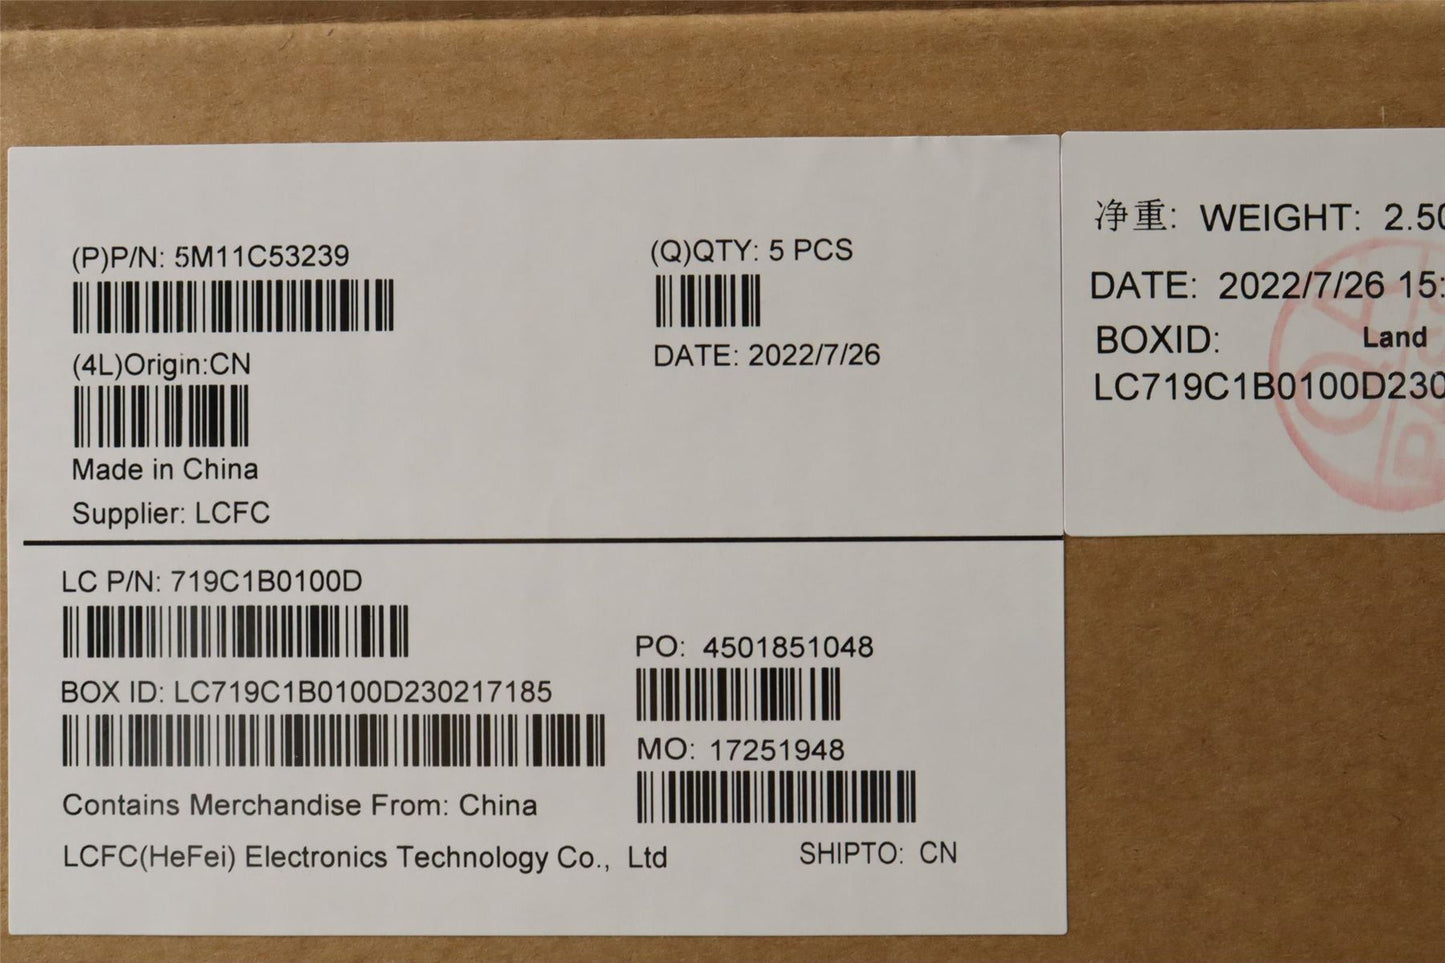 (P)P/N: 5M11C53239
(Q)QTY: 5 PCS
(4L)Origin:CN
DATE: 2022/7/26
Made in China
Supplier: LCFC
LC P/N: 719C1B0100D
PO: 4501851048
BOX ID: LC719C1B0100D230217185
MO: 17251948
Contains Merchandise From: China
LCFC(HeFei) Electronics Technology Co., Ltd
SHIPTO: CN
净重: WEIGHT: 2.50
DATE: 2022/7/26 15:
BOXID: Land
LC719C1B0100D230
QA